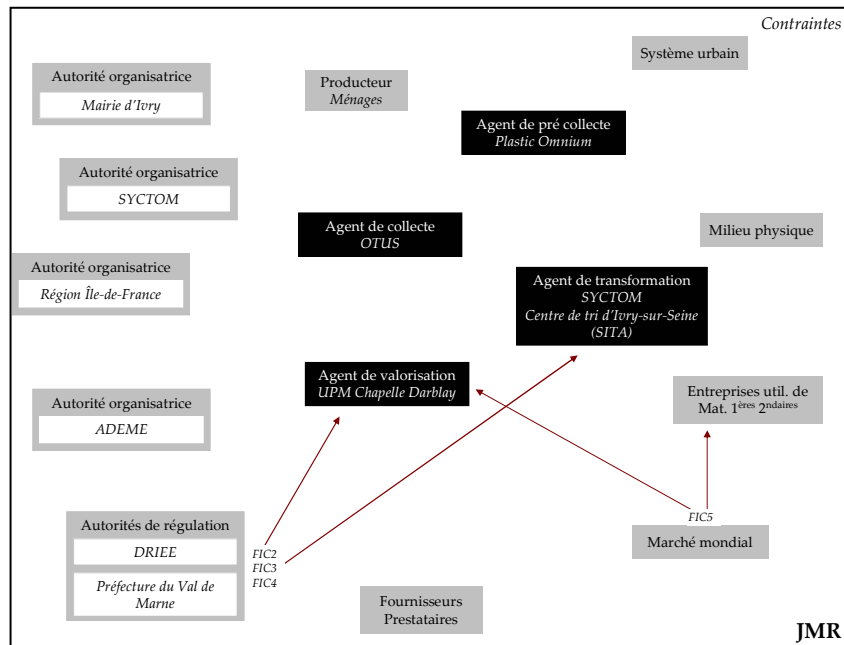 Contraintes
Système urbain
Autorité organisatrice
Mairie d'Ivry
Producteur
Ménages
Agent de pré collecte
Plastic Omnium
Autorité organisatrice
SYCTOM
Agent de collecte
OTUS
Milieu physique
Autorité organisatrice
Région Île-de-France
Agent de transformation
SYCTOM
Centre de tri d'Ivry-sur-Seine
(SITA)
Agent de valorisation
UPM Chapelle Darblay
Entreprises util. de
Mat. 1ères 2ndaires
Autorité organisatrice
ADEME
Autorités de régulation
DRIEE
Préfecture du Val de
Marne
FIC2
FIC3
FIC4
FIC5
Marché mondial
Fournisseurs
Prestataires
JMR